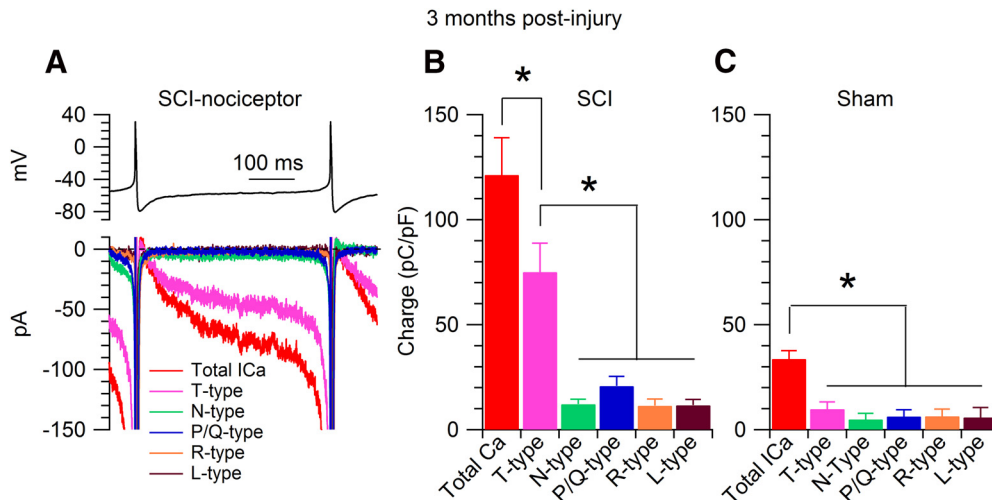 3 months post-injury
A
SCI-nociceptor
40
0
-40
-80
mV
100 ms
0
-50
-100
-150
pA
Total ICa
T-type
N-type
P/Q-type
R-type
L-type
B
SCI
*
*
150
100
50
0
Charge (pC/pF)
Total Ca
T-type
N-type
P/Q-type
R-type
L-type
C
Sham
*
150
100
50
0
Total ICa
T-type
N-Type
P/Q-type
R-type
L-type